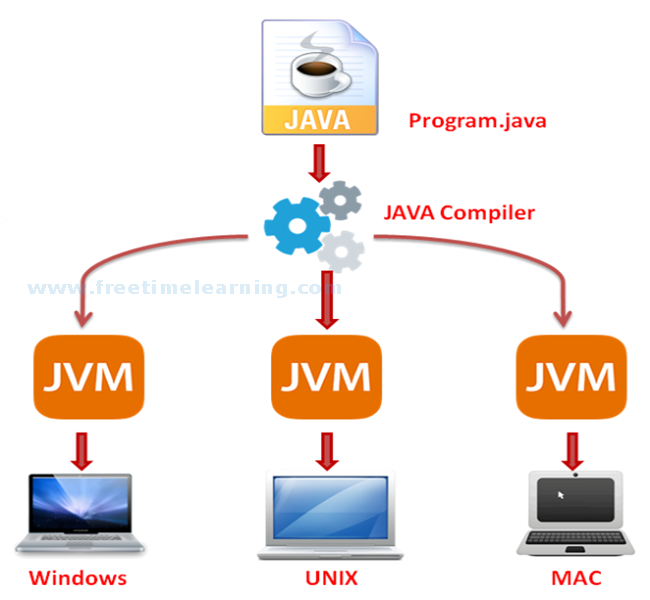 JAVA
Program.java
JAVA Compiler
www.freetimelearning.com
JVM
JVM
JVM
Windows
UNIX
MAC